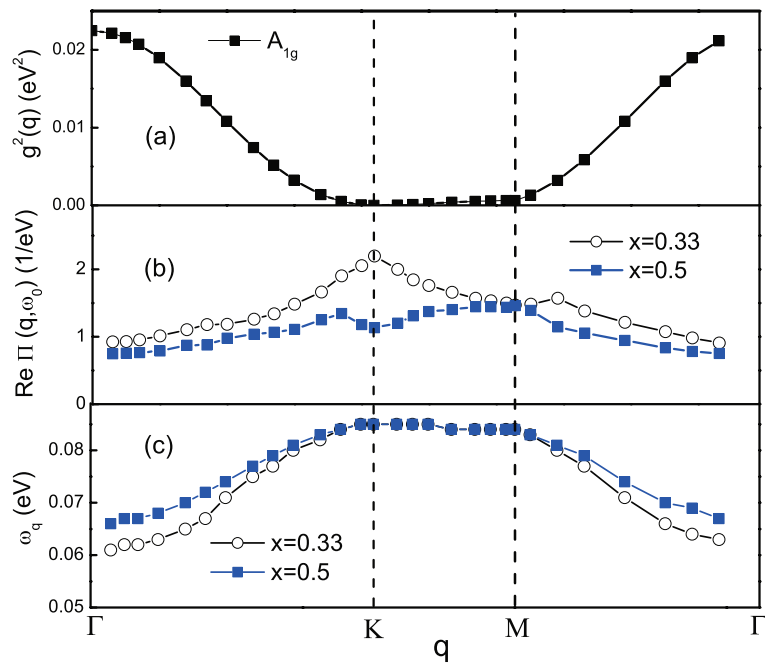 0.02
A1g
g²(q) (eV²)
0.01
(a)
0.00
x=0.33
2
(b)
x=0.5
Re Π (q,ω₀) (1/eV)
1
0
(c)
0.08
ω_q (eV)
0.07
x=0.33
0.06
x=0.5
0.05
Γ K M Γ
q